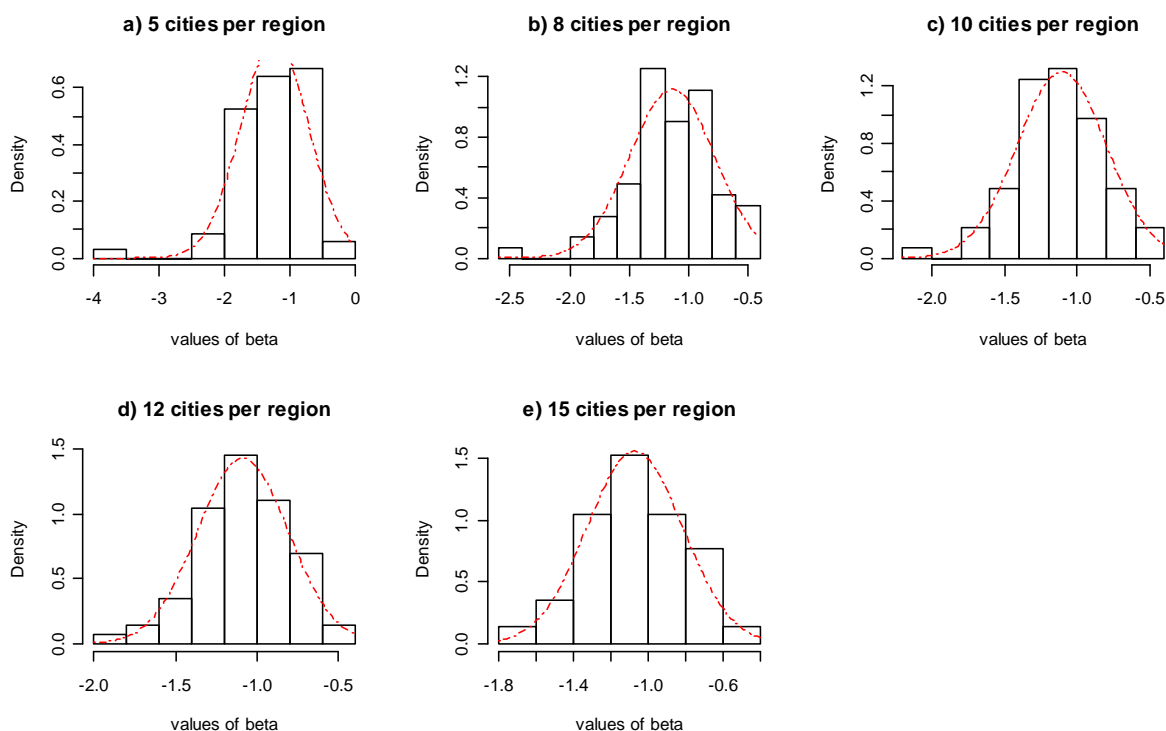 a) 5 cities per region
Density
0.0
0.2
0.4
0.6
-4
-3
-2
-1
0
values of beta
b) 8 cities per region
Density
0.0
0.4
0.8
1.2
-2.5
-2.0
-1.5
-1.0
-0.5
values of beta
c) 10 cities per region
Density
0.0
0.4
0.8
1.2
-2.0
-1.5
-1.0
-0.5
values of beta
d) 12 cities per region
Density
0.0
0.5
1.0
1.5
-2.0
-1.5
-1.0
-0.5
values of beta
e) 15 cities per region
Density
0.0
0.5
1.0
1.5
-1.8
-1.4
-1.0
-0.6
values of beta